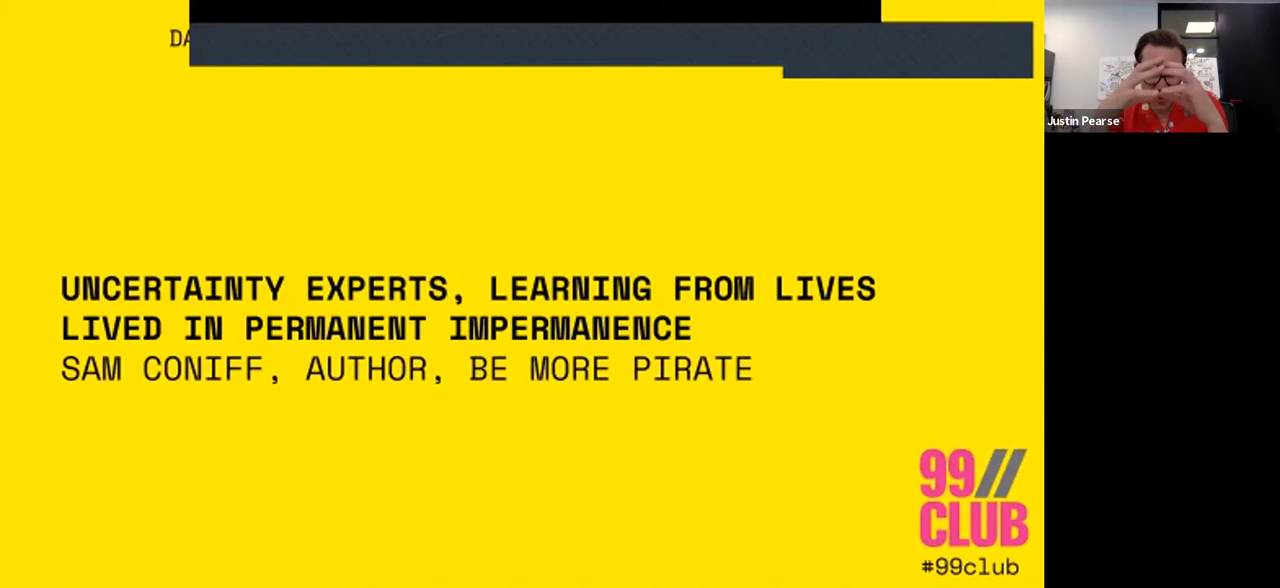 DA
Justin Pearse
UNCERTAINTY EXPERTS, LEARNING FROM LIVES
LIVED IN PERMANENT IMPERMANENCE
SAM CONIFF, AUTHOR, BE MORE PIRATE
99//
CLUB
#99club